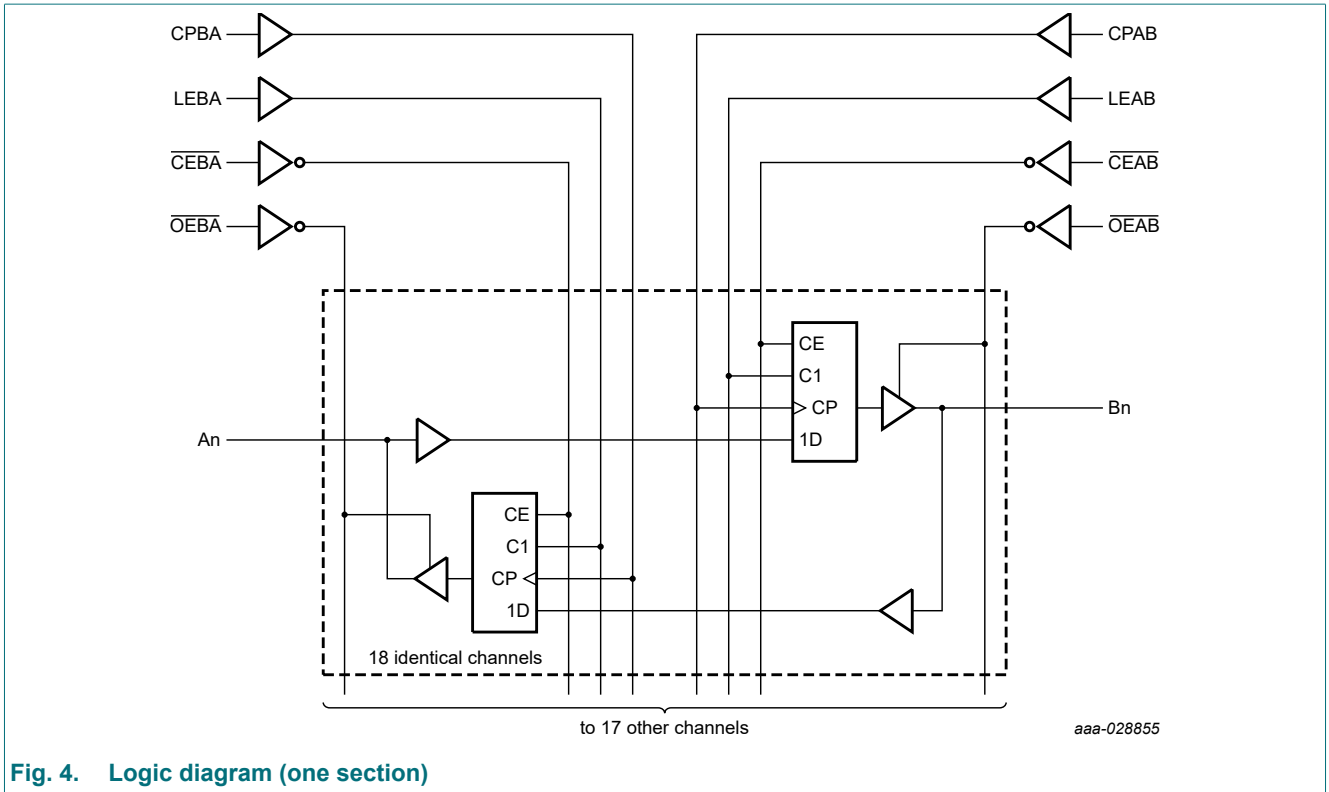 CPBA
CPAB
LEBA
LEAB
CEBA
CEAB
OEBA
OEAB
CE
C1
CP
1D
Bn
An
CE
C1
CP
1D
18 identical channels
to 17 other channels
aaa-028855
Fig. 4. Logic diagram (one section)